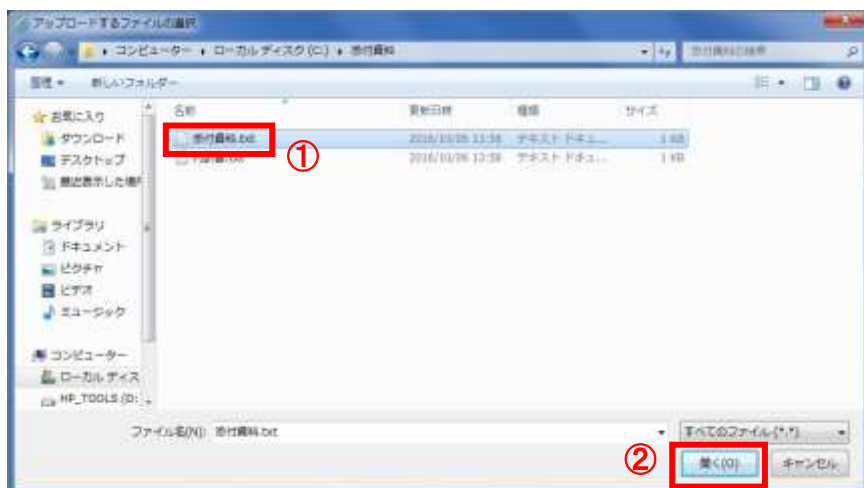 アップロードするファイルの選択
コンピューター ▸ ローカル ディスク (C:) ▸ 添付資料
添付資料の検索
整理 ▾ 新しいフォルダー
名前 更新日時 種類 サイズ
添付資料.txt 2016/10/06 13:58 テキスト ドキュ... 1 KB
① 2016/10/06 13:58 テキスト ドキュ... 1 KB
お気に入り
ダウンロード
デスクトップ
最近表示した場所
ライブラリ
ドキュメント
ピクチャ
ビデオ
ミュージック
コンピューター
ローカル ディス
HP_TOOLS (D:)
ファイル名(N): 添付資料.txt すべてのファイル (*.*)
② 開く(O) キャンセル